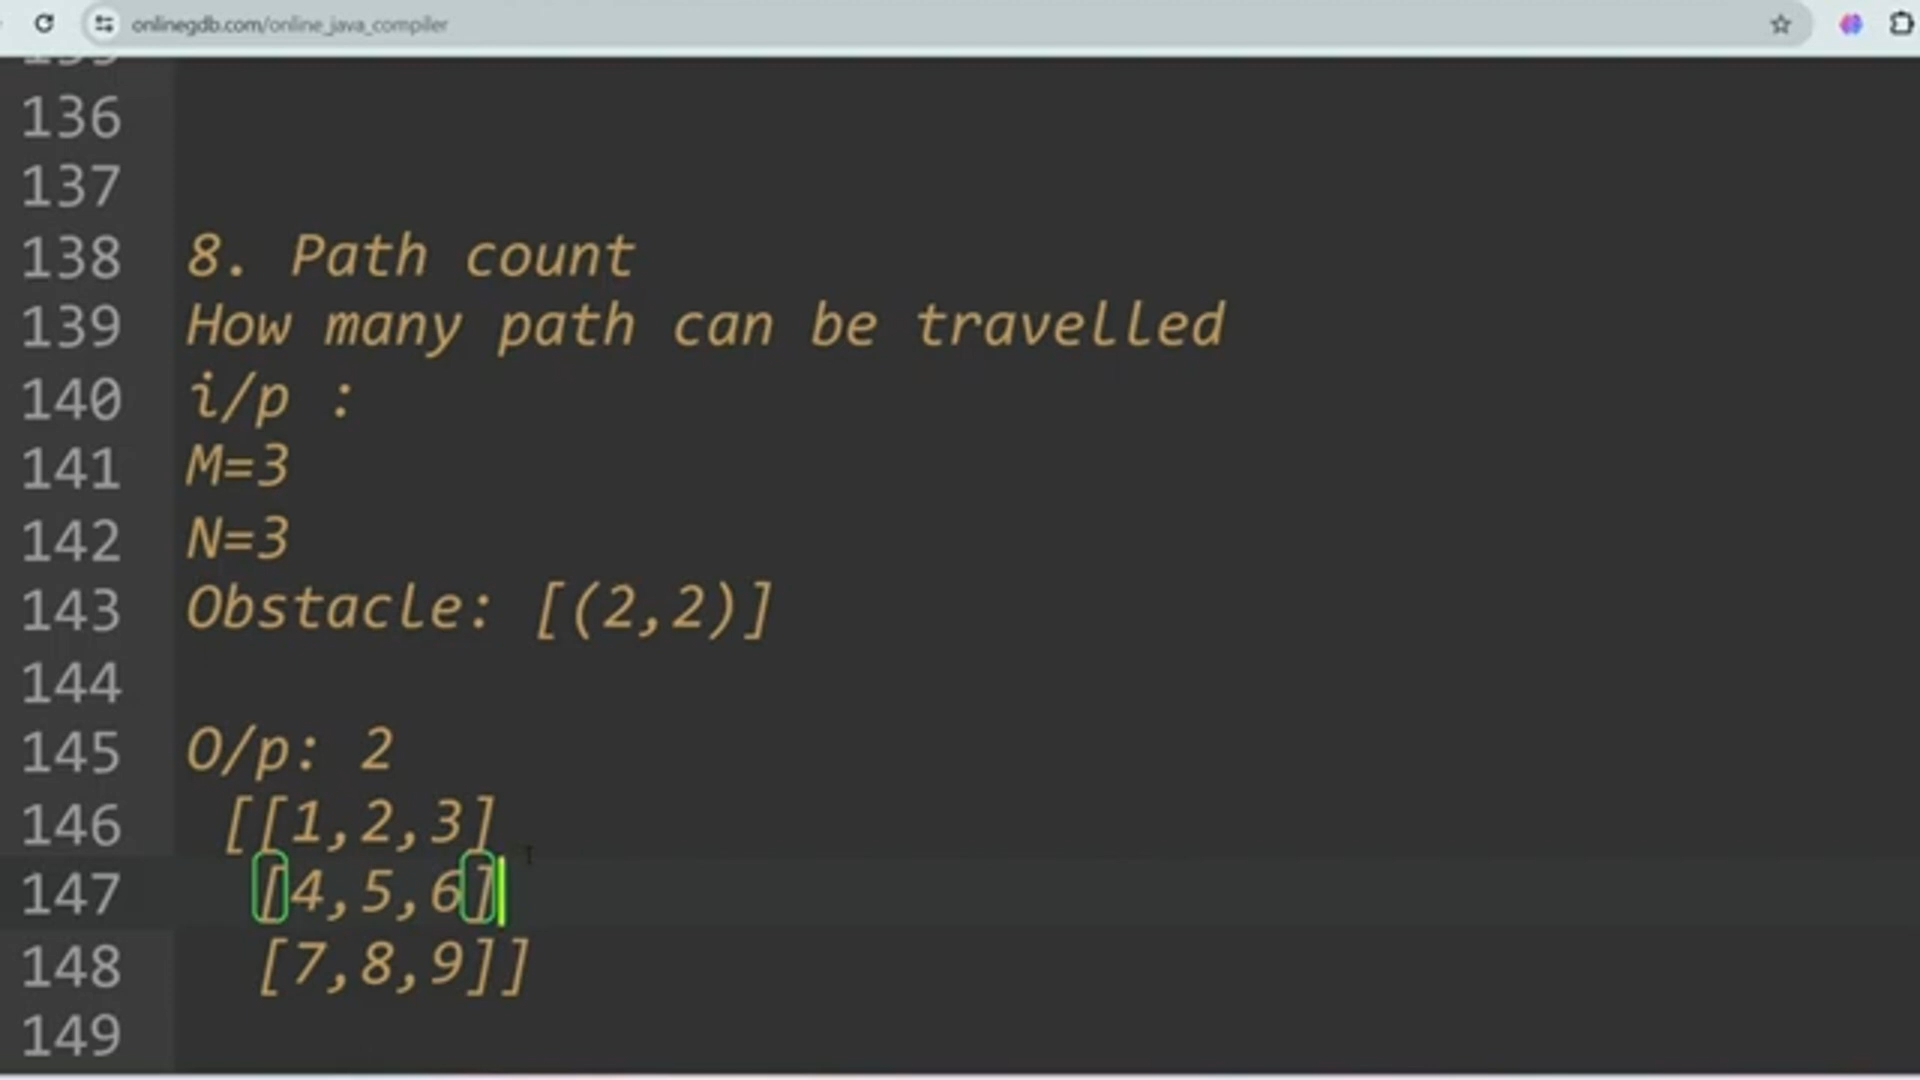 onlinegdb.com/online_java_compiler
136
137
138 8. Path count
139 How many path can be travelled
140 i/p :
141 M=3
142 N=3
143 Obstacle: [(2,2)]
144
145 O/p: 2
146 [[1,2,3]
147 [4,5,6]
148 [7,8,9]]
149